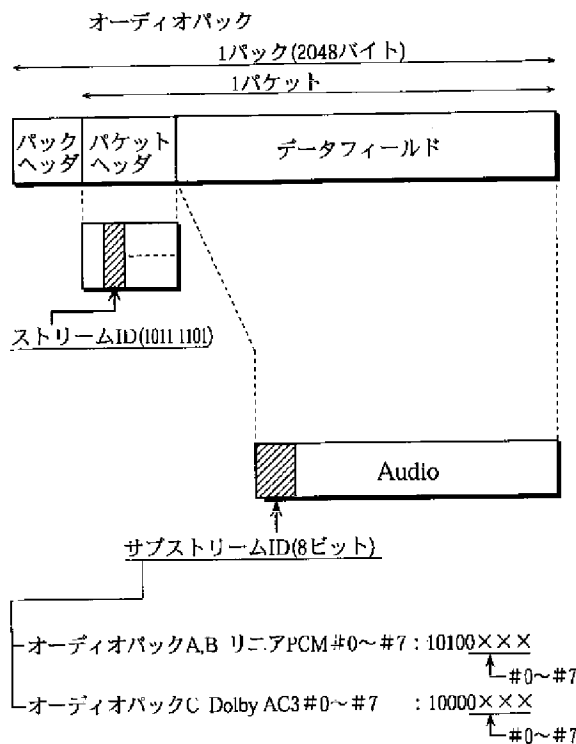 オーディオパック
1パック(2048バイト)
1パケット
パック
ヘッダ
パケット
ヘッダ
データフィールド
ストリームID(1011 1101)
Audio
サブストリームID(8ビット)
オーディオパックA,B リニアPCM#0～#7 : 10100×××
#0～#7
オーディオパックC Dolby AC3#0～#7 : 10000×××
#0～#7